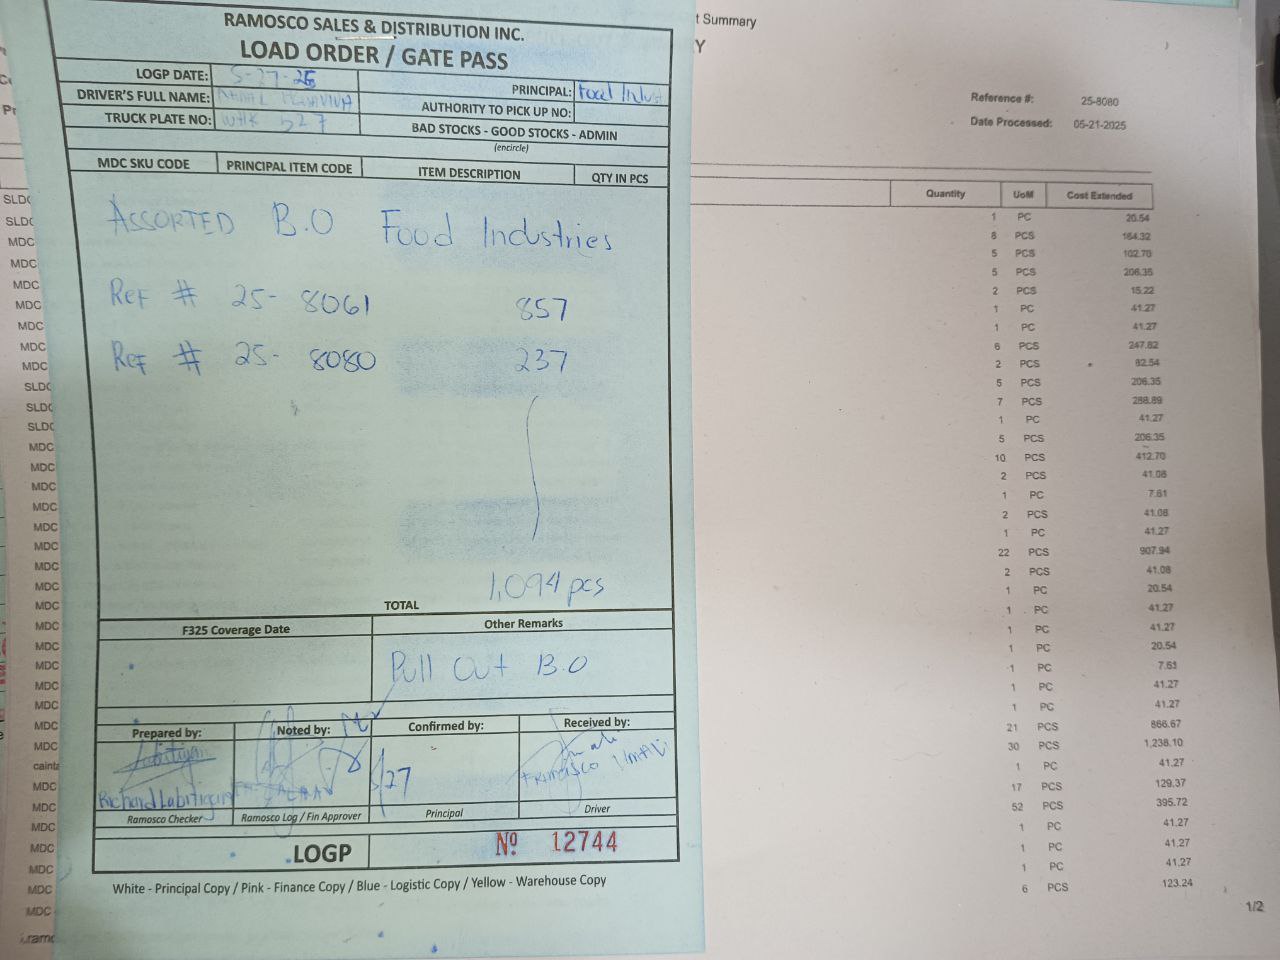 RAMOSCO SALES & DISTRIBUTION INC.
LOAD ORDER / GATE PASS
LOGP DATE: 5-27-25
PRINCIPAL: Food Indus
DRIVER'S FULL NAME:
AUTHORITY TO PICK UP NO:
TRUCK PLATE NO: 527
BAD STOCKS - GOOD STOCKS - ADMIN
(encircle)
MDC SKU CODE PRINCIPAL ITEM CODE ITEM DESCRIPTION QTY IN PCS
ASSORTED B.O Food Industries
Ref # 25- 8061 857
Ref # 25- 8080 237
1,094 pcs
TOTAL
F325 Coverage Date Other Remarks
Pull Out B.O
Prepared by: Noted by: Confirmed by: Received by:
Richard Labitigan Francisco
5/27
Ramosco Checker Ramosco Log / Fin Approver Principal Driver
LOGP Nº 12744
White - Principal Copy / Pink - Finance Copy / Blue - Logistic Copy / Yellow - Warehouse Copy
t Summary
Y
Reference #: 25-8080
Date Processed: 05-21-2025
Quantity UoM Cost Extended
SLDC 1 PC 20.54
SLDC 8 PCS 164.32
MDC 5 PCS 102.70
MDC 5 PCS 206.35
MDC 2 PCS 15.22
MDC 1 PC 41.27
MDC 1 PC 41.27
MDC 6 PCS 247.62
MDC 2 PCS 82.54
SLDC 5 PCS 206.35
SLDC 7 PCS 288.89
SLDC 1 PC 41.27
MDC 5 PCS 206.35
MDC 10 PCS 412.70
MDC 2 PCS 41.08
MDC 1 PC 7.61
MDC 2 PCS 41.08
MDC 1 PC 41.27
MDC 22 PCS 907.94
MDC 2 PCS 41.08
MDC 1 PC 20.54
MDC 1 PC 41.27
MDC 1 PC 41.27
MDC 1 PC 20.54
MDC 1 PC 7.61
MDC 1 PC 41.27
MDC 1 PC 41.27
MDC 21 PCS 866.67
MDC 30 PCS 1,238.10
cainta 1 PC 41.27
MDC 17 PCS 129.37
MDC 52 PCS 395.72
MDC 1 PC 41.27
MDC 1 PC 41.27
MDC 1 PC 41.27
MDC 6 PCS 123.24
MDC
1/2